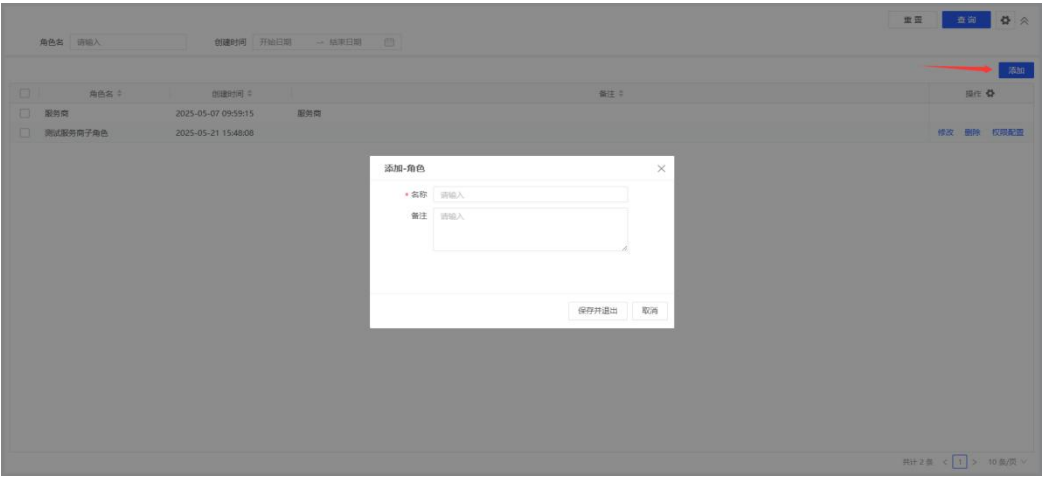 重置 查询
角色名 请输入 创建时间 开始日期 → 结束日期
添加
角色名 创建时间 备注 操作
服务商 2025-05-07 09:59:15 服务商
测试服务商子角色 2025-05-21 15:48:08 修改 删除 权限配置
添加-角色
* 名称 请输入
备注 请输入
保存并退出 取消
共计 2 条 < 1 > 10 条/页